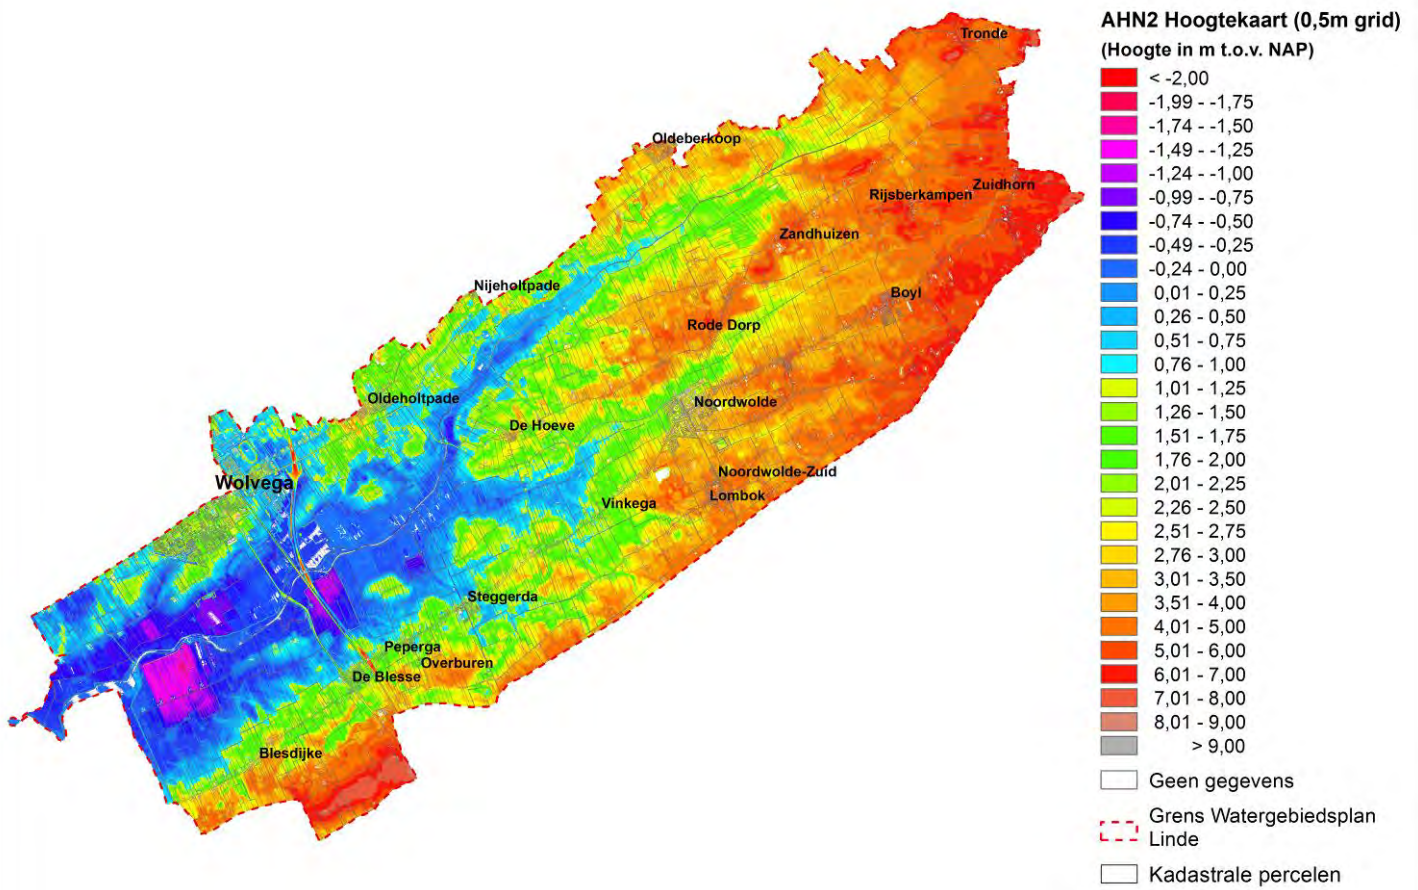 AHN2 Hoogtekaart (0,5m grid)
(Hoogte in m t.o.v. NAP)
< -2,00
-1,99 - -1,75
-1,74 - -1,50
-1,49 - -1,25
-1,24 - -1,00
-0,99 - -0,75
-0,74 - -0,50
-0,49 - -0,25
-0,24 - 0,00
0,01 - 0,25
0,26 - 0,50
0,51 - 0,75
0,76 - 1,00
1,01 - 1,25
1,26 - 1,50
1,51 - 1,75
1,76 - 2,00
2,01 - 2,25
2,26 - 2,50
2,51 - 2,75
2,76 - 3,00
3,01 - 3,50
3,51 - 4,00
4,01 - 5,00
5,01 - 6,00
6,01 - 7,00
7,01 - 8,00
8,01 - 9,00
> 9,00
Geen gegevens
Grens Watergebiedsplan
Linde
Kadastrale percelen
Tronde
Oldeberkoop
Zuidhorn
Rijsberkampen
Zandhuizen
Nijeholtpade
Boyl
Rode Dorp
Oldeholtpade
Noordwolde
De Hoeve
Noordwolde-Zuid
Wolvega
Lombok
Vinkega
Steggerda
Peperga
Overburen
De Blesse
Blesdijke